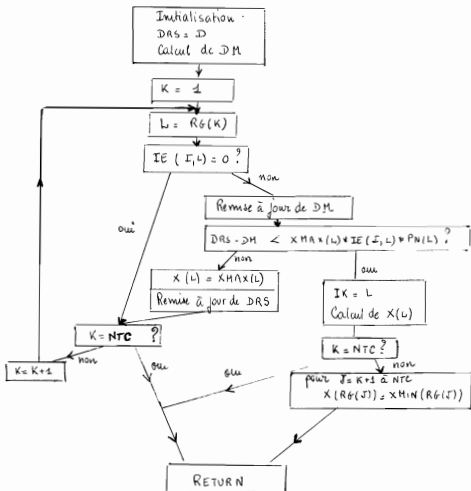 Initialisation.
DRS = D
Calcul de DM
K = 1
L = RG(K)
IE (I,L) = 0 ?
non
oui
Remise à jour de DM
DRS-DM < XMAX(L)*IE(I,L)*PN(L) ?
non
oui
X(L) = XMAX(L)
Remise à jour de DRS
IK = L
Calcul de X(L)
K = NTC ?
K = NTC ?
non
K = K+1
oui
oui
non
pour J = K+1 à NTC
X(RG(J)) = XMIN(RG(J))
RETURN